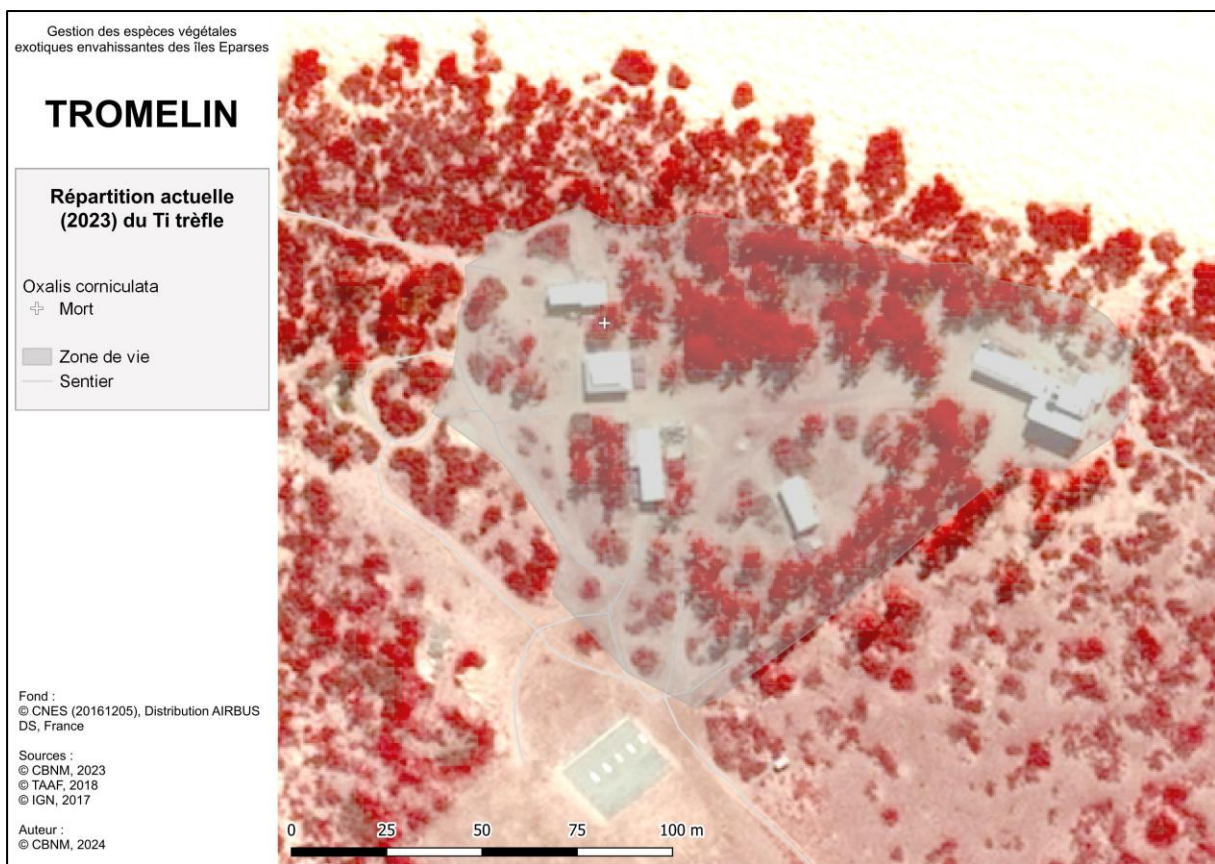 Gestion des espèces végétales
exotiques envahissantes des îles Eparses
TROMELIN
Répartition actuelle
(2023) du Ti trèfle
Oxalis corniculata
Mort
Zone de vie
Sentier
Fond :
© CNES (20161205), Distribution AIRBUS
DS, France
Sources :
© CBNM, 2023
© TAAF, 2018
© IGN, 2017
Auteur :
© CBNM, 2024
0 25 50 75 100 m